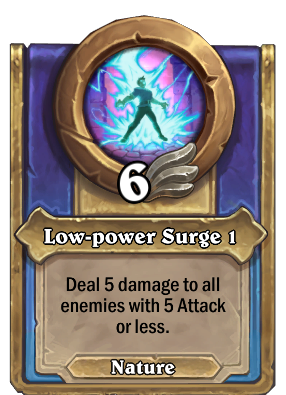 6
Low-power Surge 1
Deal 5 damage to all
enemies with 5 Attack
or less.
Nature